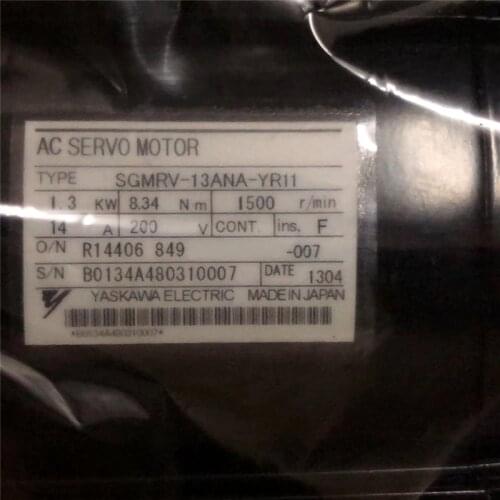 AC SERVO MOTOR
TYPE SGMRV-13ANA-YR11
1.3 KW 8.34 N m 1500 r/min
14 A 200 V CONT. ins. F
O/N R14406 849 -007
S/N B0134A480310007 DATE 1304
YASKAWA ELECTRIC MADE IN JAPAN
*B0134A480310007*